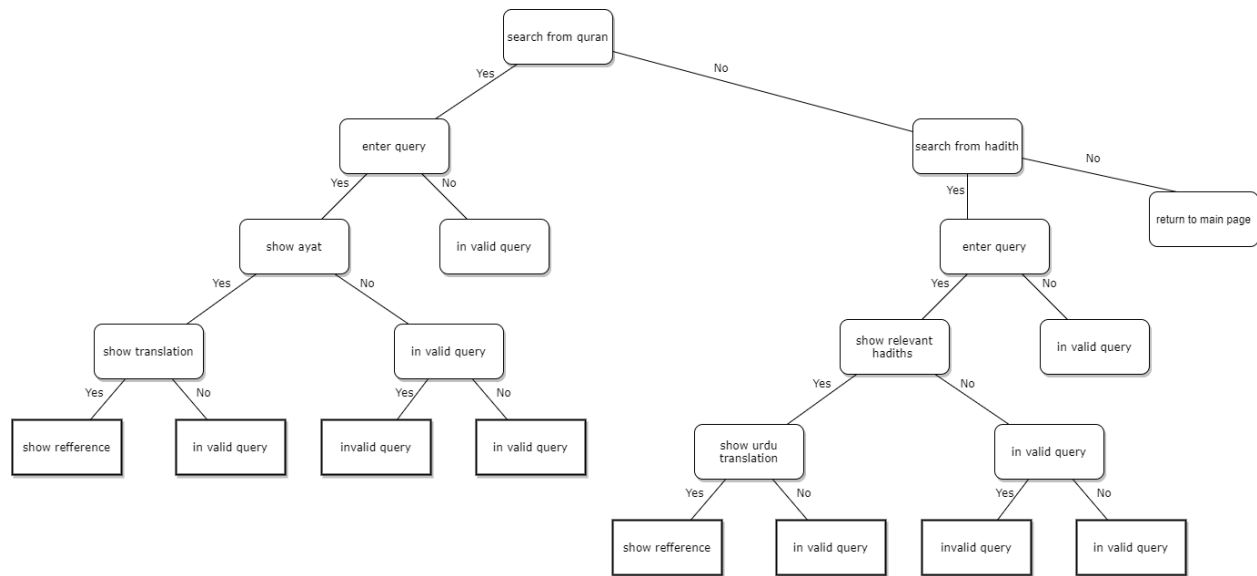 search from quran
Yes
No
enter query
search from hadith
Yes
No
Yes
No
show ayat
in valid query
enter query
return to main page
Yes
No
Yes
No
show translation
in valid query
show relevant
hadiths
in valid query
Yes
No
Yes
No
Yes
No
show refference
in valid query
invalid query
in valid query
show urdu
translation
in valid query
Yes
No
Yes
No
show refference
in valid query
invalid query
in valid query